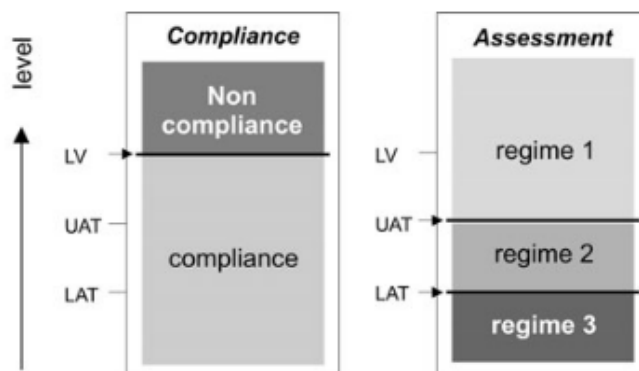 Compliance
Assessment
level
Non
compliance
LV
UAT
compliance
LAT
LV
regime 1
UAT
regime 2
LAT
regime 3